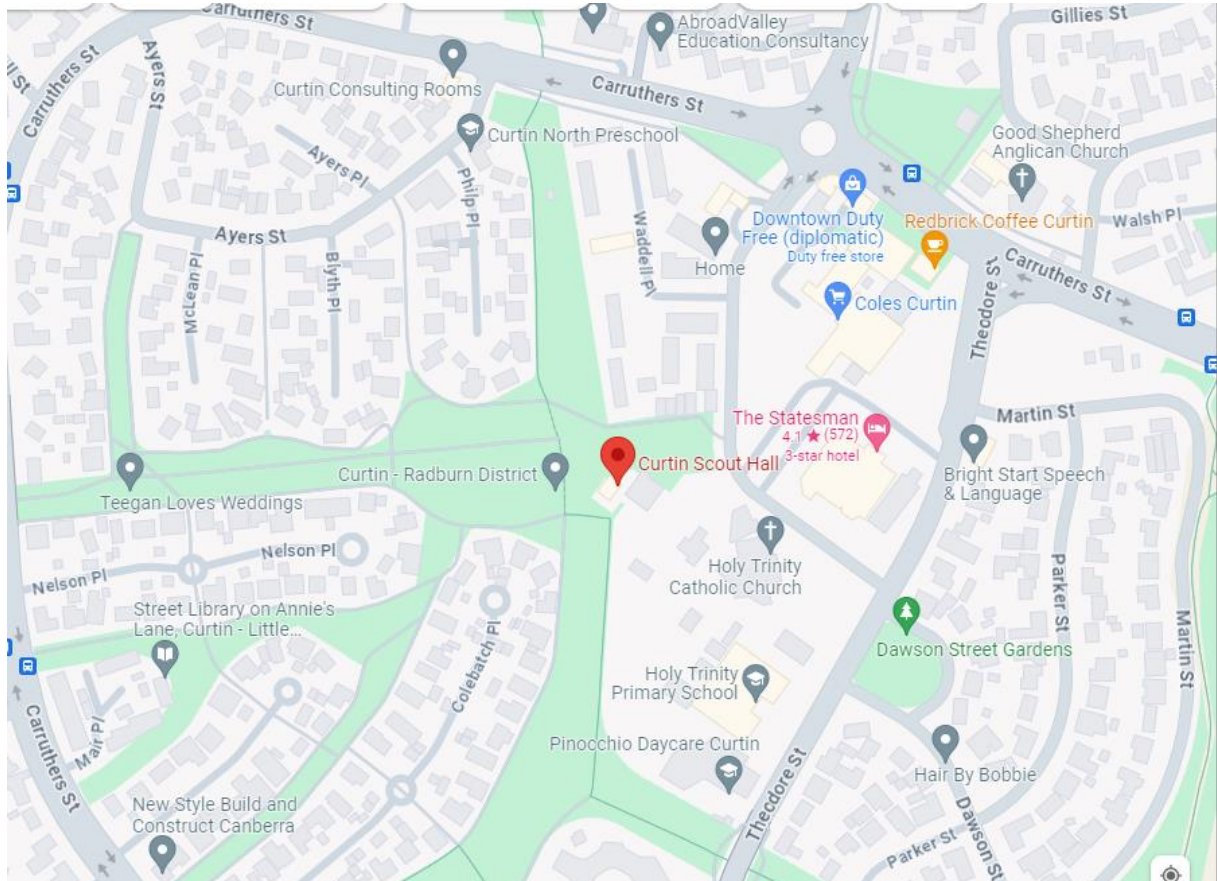 Gillies St
AbroadValley
Education Consultancy
Carruthers St
Ayers St
Carruthers St
Curtin Consulting Rooms
Curtin North Preschool
Good Shepherd
Anglican Church
Ayers Pl
Philp Pl
Downtown Duty
Free (diplomatic)
Duty free store
Redbrick Coffee Curtin
Walsh Pl
Ayers St
Waddell Pl
Home
Carruthers St
McLean Pl
Blyth Pl
Coles Curtin
Theodore St
The Statesman
4.1 ★ (572)
3-star hotel
Martin St
Curtin - Radburn District
Curtin Scout Hall
Bright Start Speech
& Language
Teegan Loves Weddings
Nelson Pl
Nelson Pl
Holy Trinity
Catholic Church
Parker St
Street Library on Annie's
Lane, Curtin - Little...
Colebatch Pl
Dawson Street Gardens
Martin St
Holy Trinity
Primary School
Mair Pl
Carruthers St
Pinocchio Daycare Curtin
Theodore St
Hair By Bobbie
New Style Build and
Construct Canberra
Dawson St
Parker St